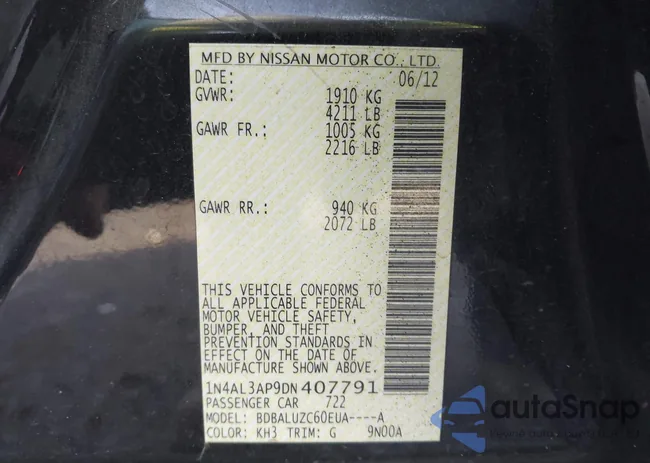 MFD BY NISSAN MOTOR CO., LTD.
DATE: 06/12
GVWR: 1910 KG
4211 LB
GAWR FR.: 1005 KG
2216 LB
GAWR RR.: 940 KG
2072 LB
THIS VEHICLE CONFORMS TO
ALL APPLICABLE FEDERAL
MOTOR VEHICLE SAFETY,
BUMPER, AND THEFT
PREVENTION STANDARDS IN
EFFECT ON THE DATE OF
MANUFACTURE SHOWN ABOVE.
1N4AL3AP9DN407791
PASSENGER CAR 722
MODEL: BDBALUZC60EUA----A
COLOR: KH3 TRIM: G 9N00A
autoSnap